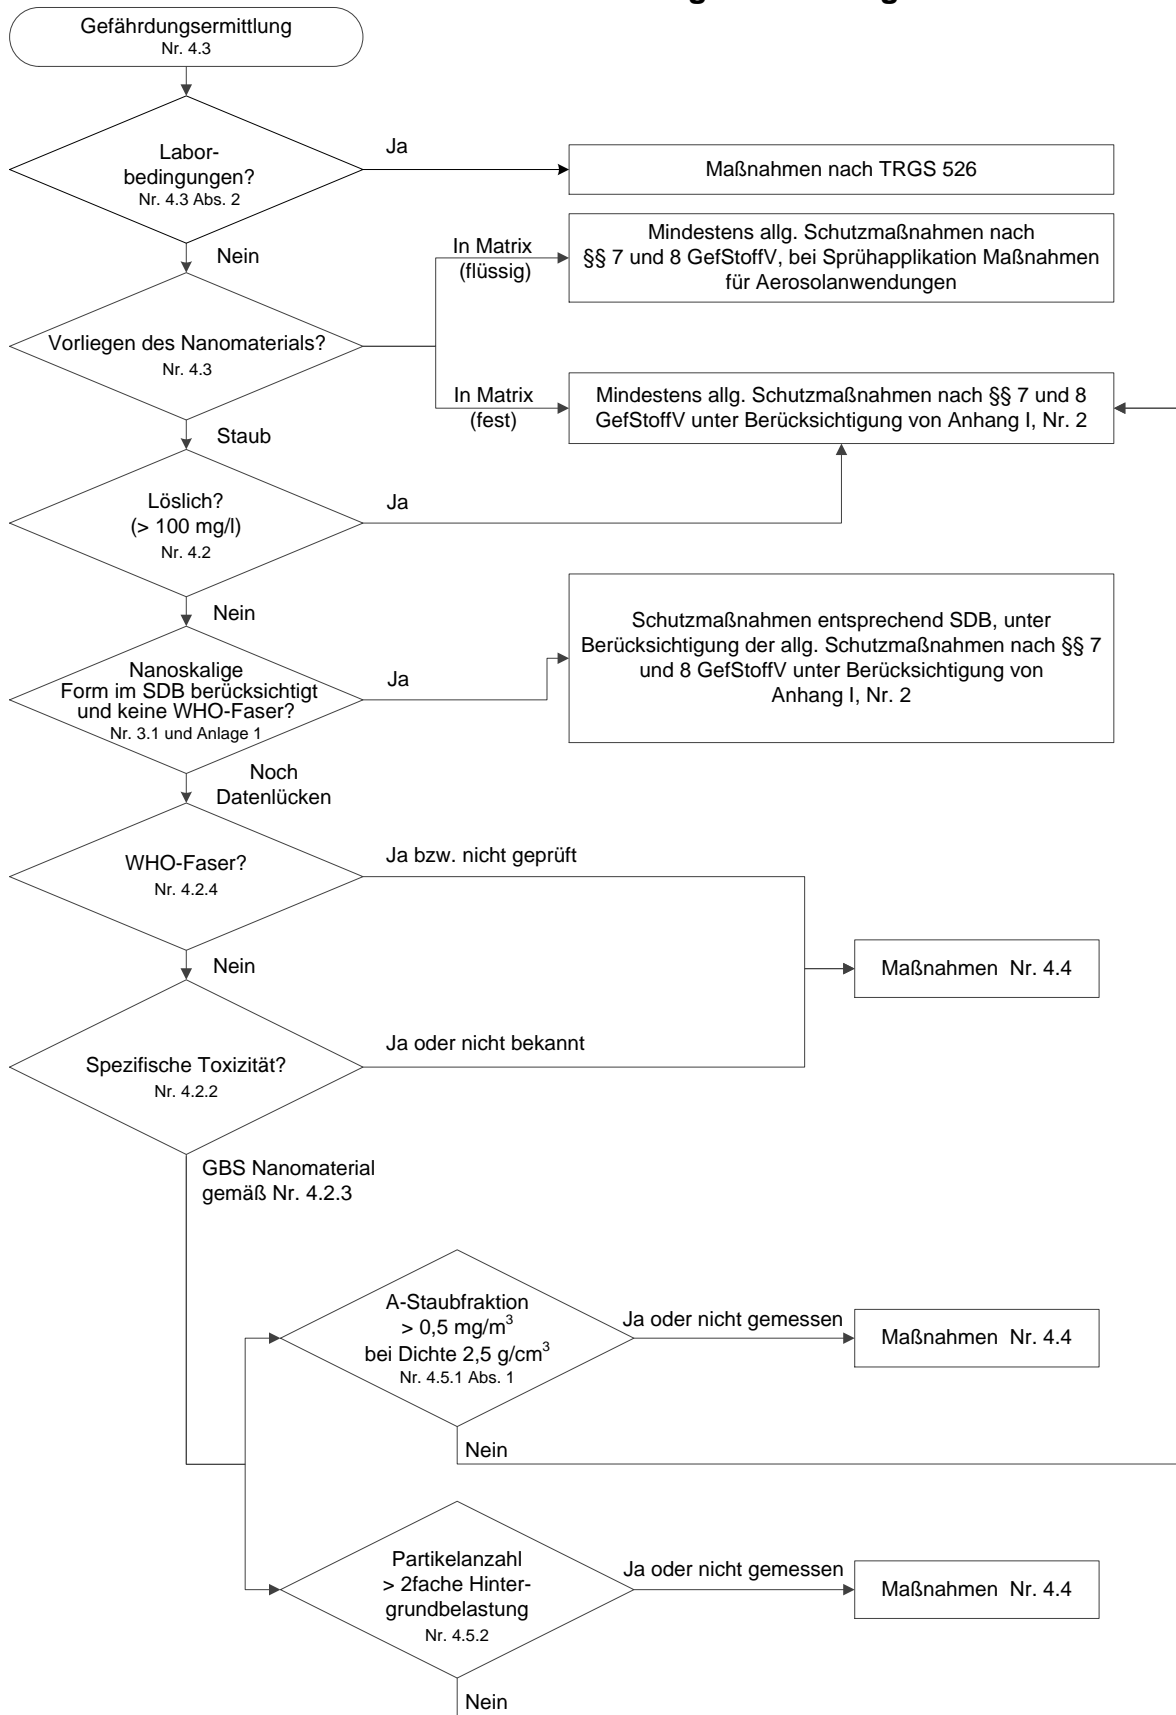 Gefährdungsermittlung
Nr. 4.3
Labor-
bedingungen?
Nr. 4.3 Abs. 2
Ja
Maßnahmen nach TRGS 526
Nein
Vorliegen des Nanomaterials?
Nr. 4.3
In Matrix
(flüssig)
Mindestens allg. Schutzmaßnahmen nach
§§ 7 und 8 GefStoffV, bei Sprühapplikation Maßnahmen
für Aerosolanwendungen
In Matrix
(fest)
Mindestens allg. Schutzmaßnahmen nach §§ 7 und 8
GefStoffV unter Berücksichtigung von Anhang I, Nr. 2
Staub
Löslich?
(> 100 mg/l)
Nr. 4.2
Ja
Nein
Nanoskalige
Form im SDB berücksichtigt
und keine WHO-Faser?
Nr. 3.1 und Anlage 1
Ja
Schutzmaßnahmen entsprechend SDB, unter
Berücksichtigung der allg. Schutzmaßnahmen nach §§ 7
und 8 GefStoffV unter Berücksichtigung von
Anhang I, Nr. 2
Noch
Datenlücken
WHO-Faser?
Nr. 4.2.4
Ja bzw. nicht geprüft
Maßnahmen Nr. 4.4
Nein
Spezifische Toxizität?
Nr. 4.2.2
Ja oder nicht bekannt
GBS Nanomaterial
gemäß Nr. 4.2.3
A-Staubfraktion
> 0,5 mg/m³
bei Dichte 2,5 g/cm³
Nr. 4.5.1 Abs. 1
Ja oder nicht gemessen
Maßnahmen Nr. 4.4
Nein
Partikelanzahl
> 2fache Hinter-
grundbelastung
Nr. 4.5.2
Ja oder nicht gemessen
Maßnahmen Nr. 4.4
Nein